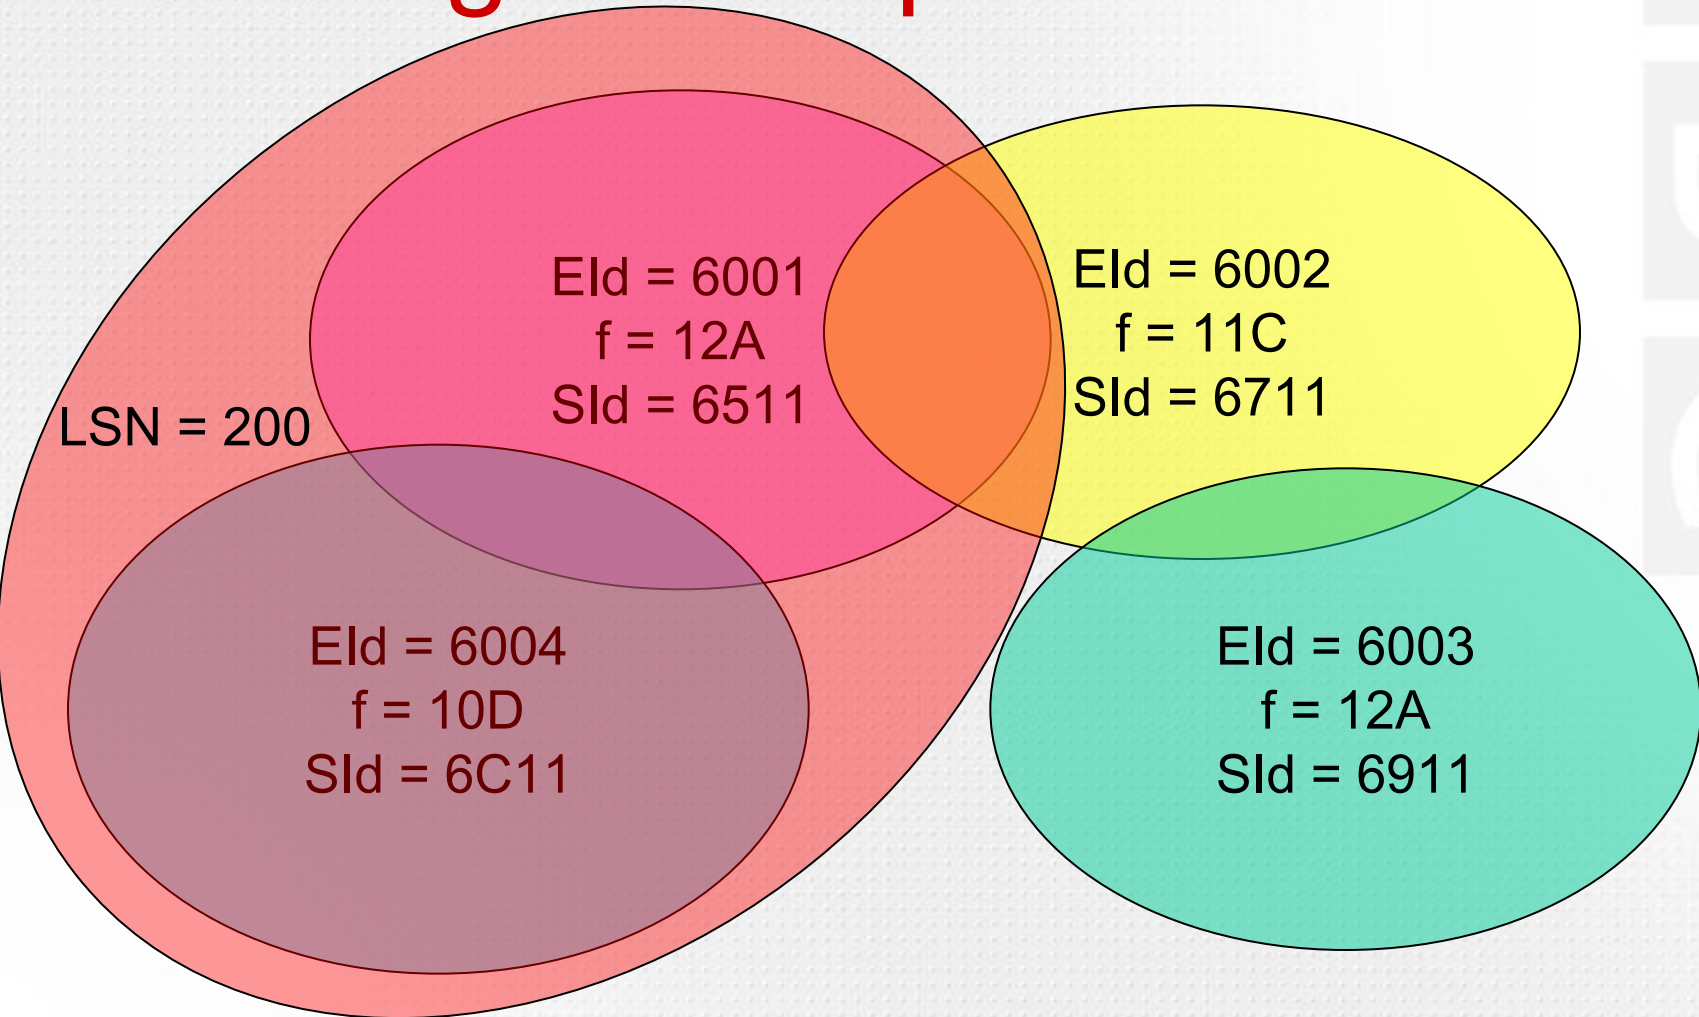 EId = 6001
f = 12A
SId = 6511
EId = 6002
f = 11C
SId = 6711
LSN = 200
EId = 6004
f = 10D
SId = 6C11
EId = 6003
f = 12A
SId = 6911